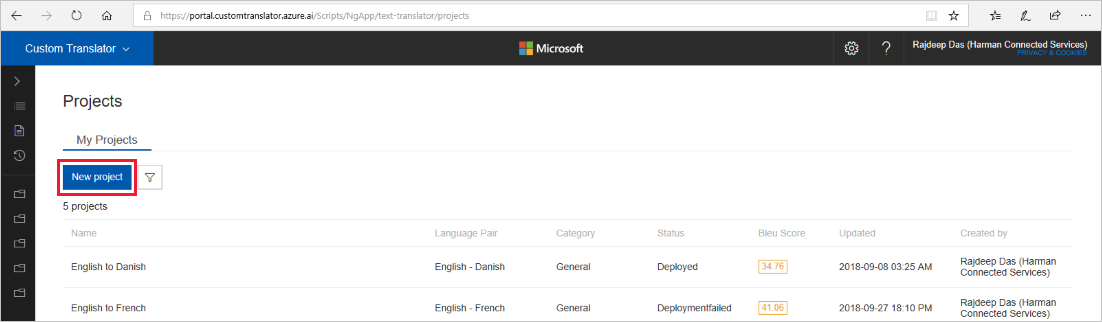 https://portal.customtranslator.azure.ai/Scripts/NgApp/text-translator/projects
Custom Translator
Microsoft
?
Rajdeep Das (Harman Connected Services)
PRIVACY & COOKIES
Projects
My Projects
New project
5 projects
Name Language Pair Category Status Bleu Score Updated Created by
English to Danish English - Danish General Deployed 34.76 2018-09-08 03:25 AM Rajdeep Das (Harman
Connected Services)
English to French English - French General Deploymentfailed 41.06 2018-09-27 18:10 PM Rajdeep Das (Harman
Connected Services)